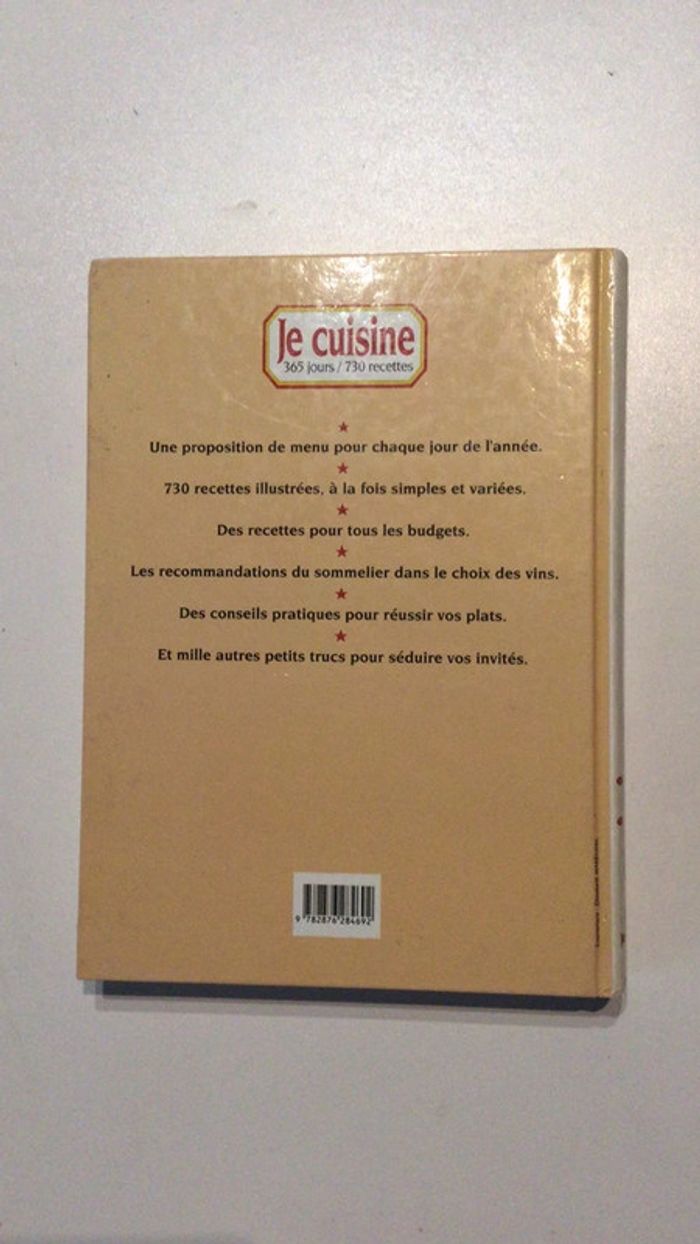 Je cuisine
365 jours / 730 recettes
Une proposition de menu pour chaque jour de l'année.
730 recettes illustrées, à la fois simples et variées.
Des recettes pour tous les budgets.
Les recommandations du sommelier dans le choix des vins.
Des conseils pratiques pour réussir vos plats.
Et mille autres petits trucs pour séduire vos invités.
9 782876 284692